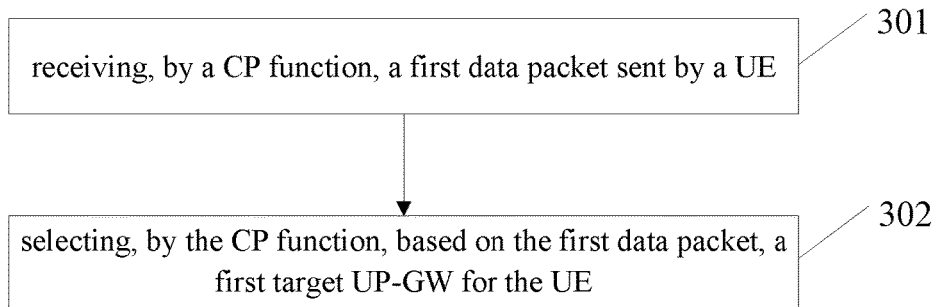 301
receiving, by a CP function, a first data packet sent by a UE
302
selecting, by the CP function, based on the first data packet, a
first target UP-GW for the UE